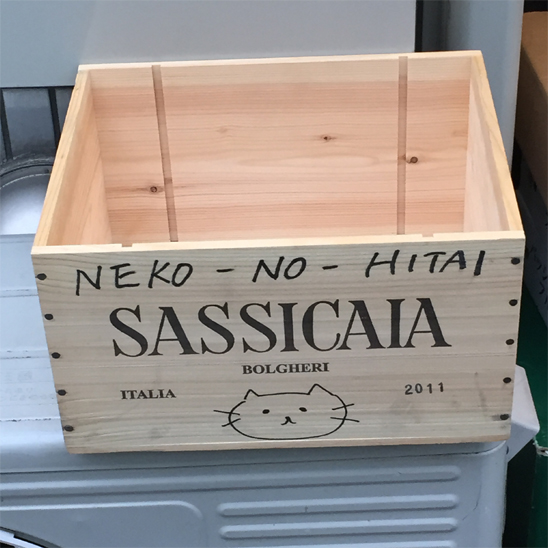 NEKO - NO - HITAI
SASSICAIA
BOLGHERI
ITALIA
2011